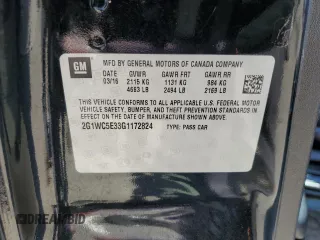 GM
MFD BY GENERAL MOTORS OF CANADA COMPANY
DATE GVWR GAWR FRT GAWR RR
03/16 2115 KG 1131 KG 984 KG
4663 LB 2494 LB 2169 LB
THIS VEHICLE CONFORMS TO ALL APPLICABLE U.S. FEDERAL MOTOR
VEHICLE SAFETY, BUMPER, AND THEFT PREVENTION STANDARDS
IN EFFECT ON THE DATE OF MANUFACTURE SHOWN ABOVE.
2G1WC5E33G1172824 TYPE: PASS CAR
DREAMBID